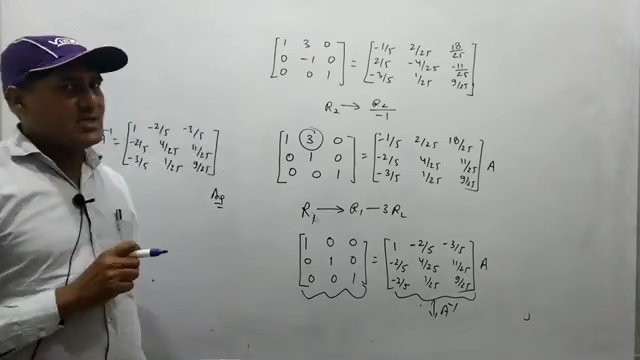 [1 3 0] = [-1/5 2/25 18/25]
[0 -1 0] [2/5 -4/25 -11/25]
[0 0 1] [-3/5 1/25 9/25]
R₂ → R₂/-1
[1 3 0] = [-1/5 2/25 18/25] A
[0 1 0] [-2/5 4/25 11/25]
[0 0 1] [-3/5 1/25 9/25]
R₁ → R₁ - 3R₂
[1 0 0] = [1 -2/5 -3/5] A
[0 1 0] [-2/5 4/25 11/25]
[0 0 1] [-3/5 1/25 9/25]
A⁻¹
-1 = [1 -2/5 -3/5]
[-2/5 4/25 11/25]
[-3/5 1/25 9/25]
Ans